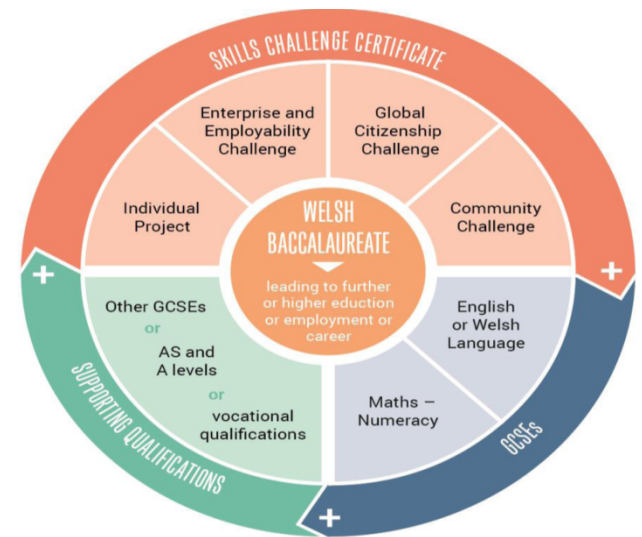 SKILLS CHALLENGE CERTIFICATE
Enterprise and
Employability
Challenge
Global
Citizenship
Challenge
Individual
Project
Community
Challenge
WELSH
BACCALAUREATE
leading to further
or higher eduction
or employment or
career
Other GCSEs
or
AS and
A levels
or
vocational
qualifications
English
or Welsh
Language
Maths –
Numeracy
SUPPORTING QUALIFICATIONS
GCSEs
+
+
+